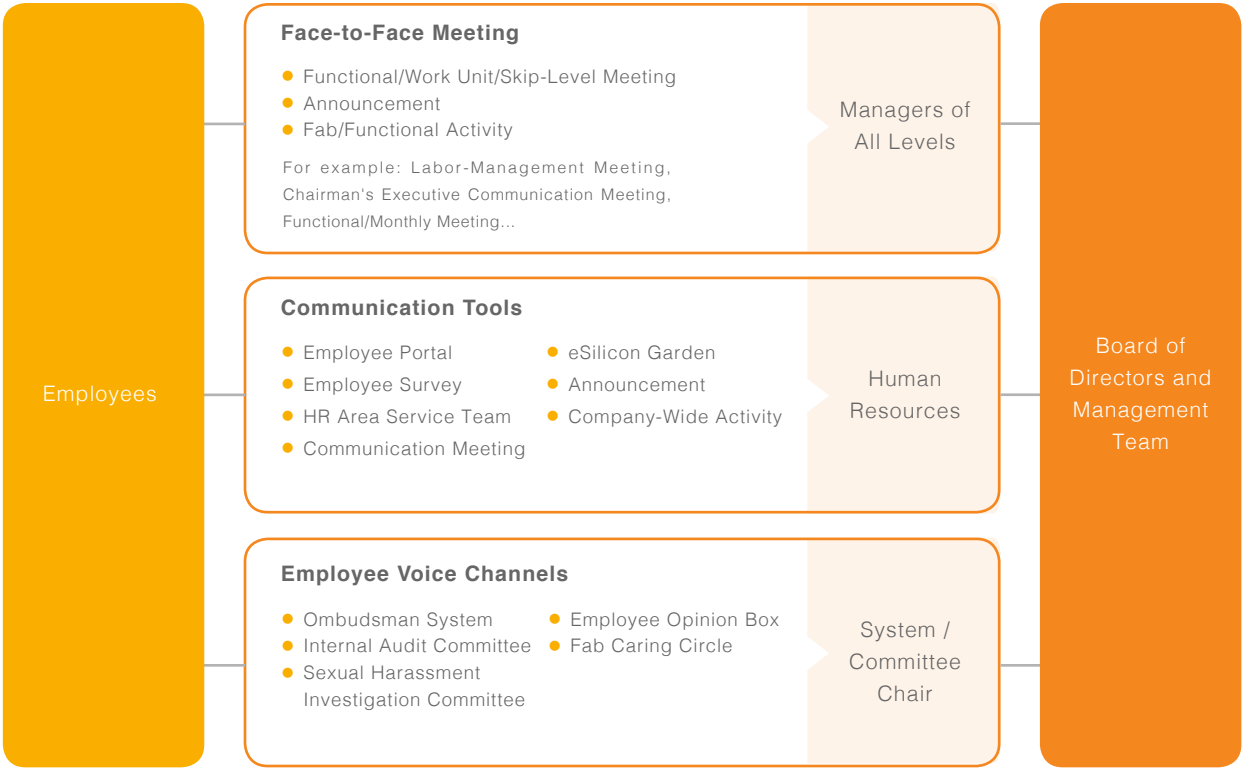 Employees
Face-to-Face Meeting
Functional/Work Unit/Skip-Level Meeting
Announcement
Fab/Functional Activity
For example: Labor-Management Meeting,
Chairman's Executive Communication Meeting,
Functional/Monthly Meeting...
Managers of
All Levels
Communication Tools
Employee Portal
Employee Survey
HR Area Service Team
Communication Meeting
eSilicon Garden
Announcement
Company-Wide Activity
Human
Resources
Employee Voice Channels
Ombudsman System
Internal Audit Committee
Sexual Harassment
Investigation Committee
Employee Opinion Box
Fab Caring Circle
System /
Committee
Chair
Board of
Directors and
Management
Team